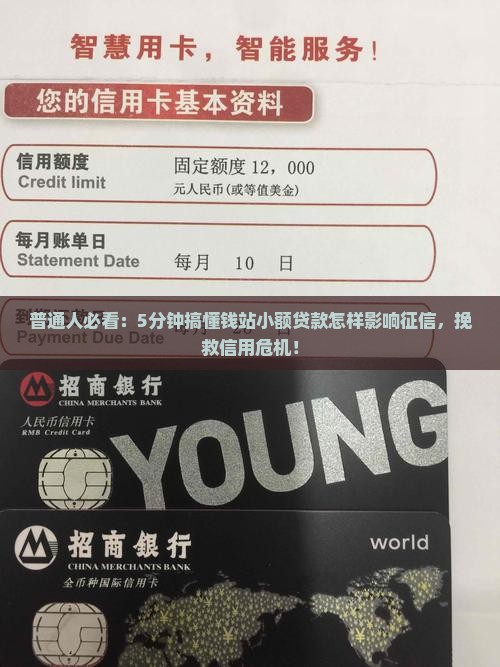 智慧用卡，智能服务！
您的信用卡基本资料
信用额度
固定额度 12，000
Credit limit
元人民币(或等值美金)
每月账单日
Statement Date
每月 10 日
普通人必看：5分钟搞懂钱站小额贷款怎样影响征信，挽
救信用危机！
Payment Due Date
招商银行
CHINA MERCHANTS BANK
人民币信用卡
RMB Credit Card
YOUNG
招商银行
world
CHINA MERCHANTS BANK
全币种国际信用卡